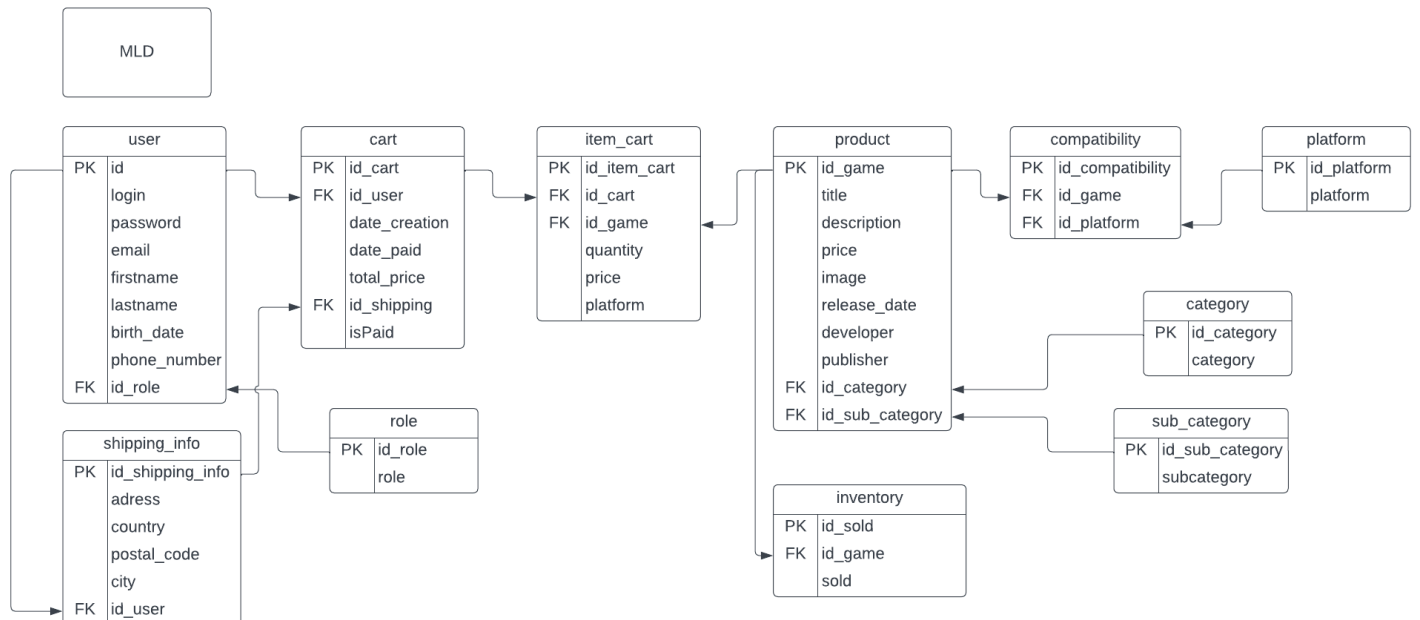 MLD
user
PK id
login
password
email
firstname
lastname
birth_date
phone_number
FK id_role
cart
PK id_cart
FK id_user
date_creation
date_paid
total_price
FK id_shipping
isPaid
item_cart
PK id_item_cart
FK id_cart
FK id_game
quantity
price
platform
product
PK id_game
title
description
price
image
release_date
developer
publisher
FK id_category
FK id_sub_category
compatibility
PK id_compatibility
FK id_game
FK id_platform
platform
PK id_platform
platform
category
PK id_category
category
role
PK id_role
role
sub_category
PK id_sub_category
subcategory
shipping_info
PK id_shipping_info
adress
country
postal_code
city
FK id_user
inventory
PK id_sold
FK id_game
sold